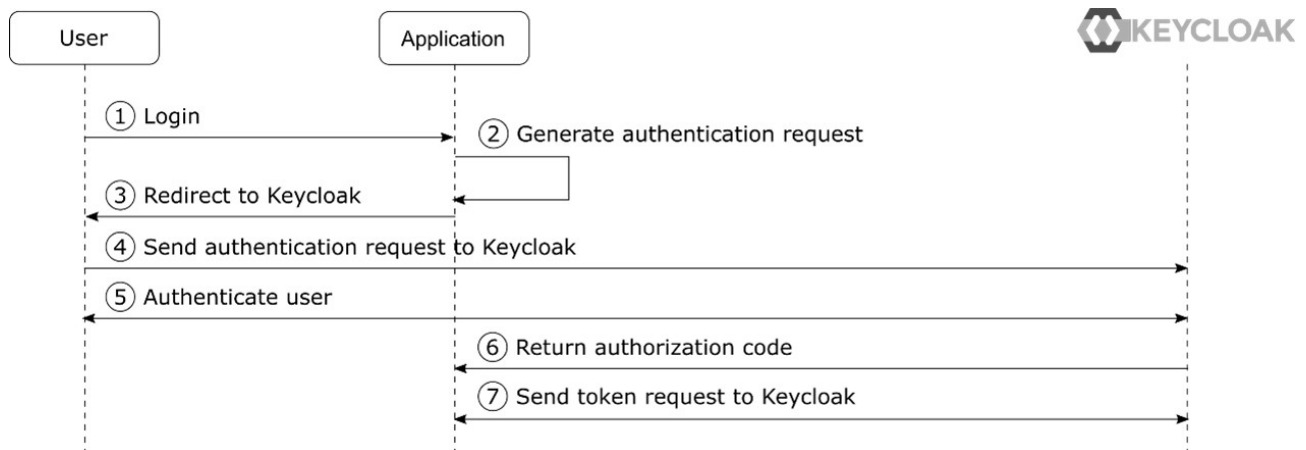 User
Application
KEYCLOAK
1 Login
2 Generate authentication request
3 Redirect to Keycloak
4 Send authentication request to Keycloak
5 Authenticate user
6 Return authorization code
7 Send token request to Keycloak